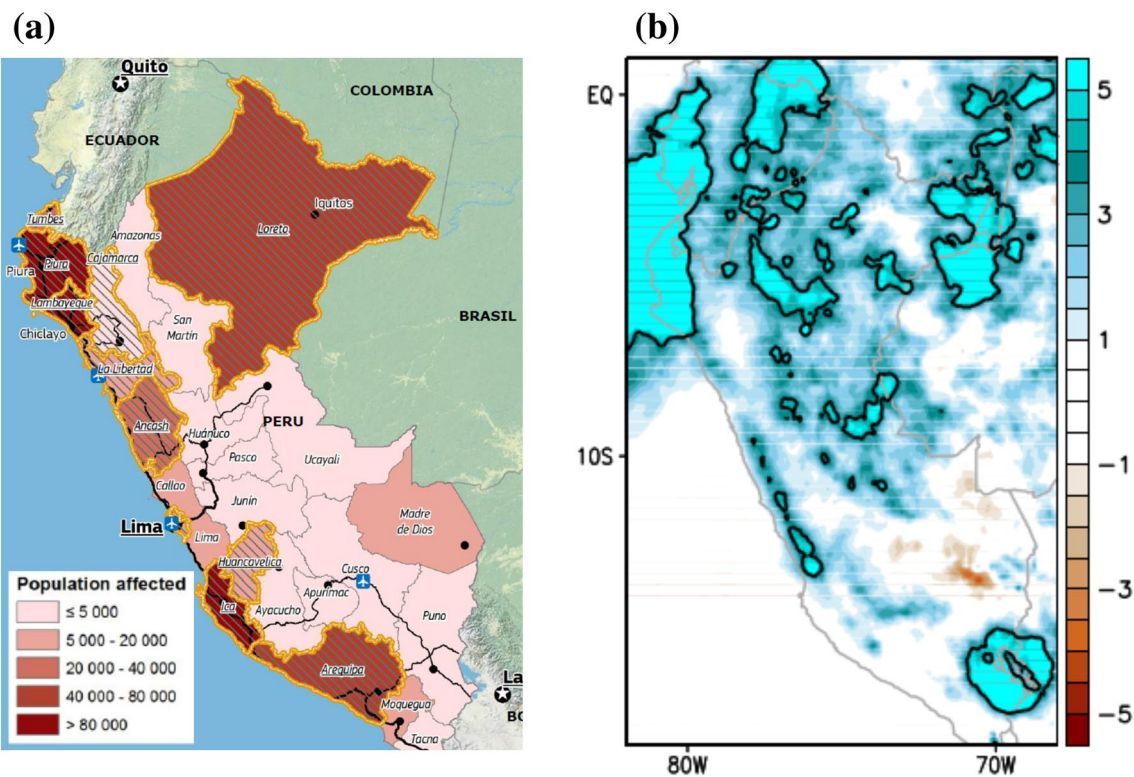 (a)
(b)
Quito
COLOMBIA
ECUADOR
Iquitos
Tumbes
Loreto
Amazonas
Cajamarca
Piura
Piura
Lambayeque
San
Martín
BRASIL
Chiclayo
La Libertad
PERU
Ancash
Huánuco
Pasco
Ucayali
Callao
Junín
Madre
de Dios
Lima
Lima
Huancavelica
Cusco
Ica
Ayacucho
Apurímac
Puno
Arequipa
Moquegua
La
BO
Tacna
Population affected
≤ 5 000
5 000 - 20 000
20 000 - 40 000
40 000 - 80 000
> 80 000
EQ
10S
80W
70W
5
3
1
−1
−3
−5